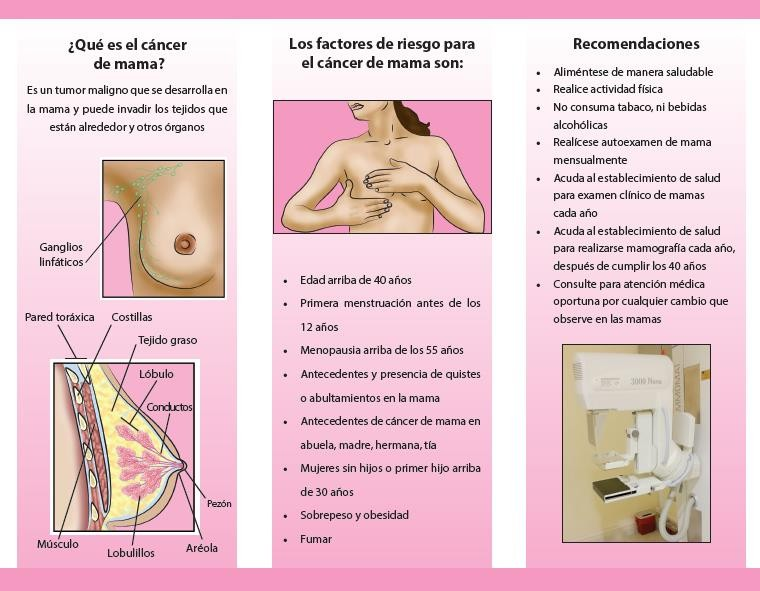 ¿Qué es el cáncer
de mama?
Es un tumor maligno que se desarrolla en
la mama y puede invadir los tejidos que
están alrededor y otros órganos
Ganglios
linfáticos
Pared toráxica
Costillas
Tejido graso
Lóbulo
Conductos
Pezón
Músculo
Lobulillos
Aréola
Los factores de riesgo para
el cáncer de mama son:
• Edad arriba de 40 años
• Primera menstruación antes de los
12 años
• Menopausia arriba de los 55 años
• Antecedentes y presencia de quistes
o abultamientos en la mama
• Antecedentes de cáncer de mama en
abuela, madre, hermana, tía
• Mujeres sin hijos o primer hijo arriba
de 30 años
• Sobrepeso y obesidad
• Fumar
Recomendaciones
• Aliméntese de manera saludable
• Realice actividad física
• No consuma tabaco, ni bebidas
alcohólicas
• Realícese autoexamen de mama
mensualmente
• Acuda al establecimiento de salud
para examen clínico de mamas
cada año
• Acuda al establecimiento de salud
para realizarse mamografía cada año,
después de cumplir los 40 años
• Consulte para atención médica
oportuna por cualquier cambio que
observe en las mamas
3000 Nova